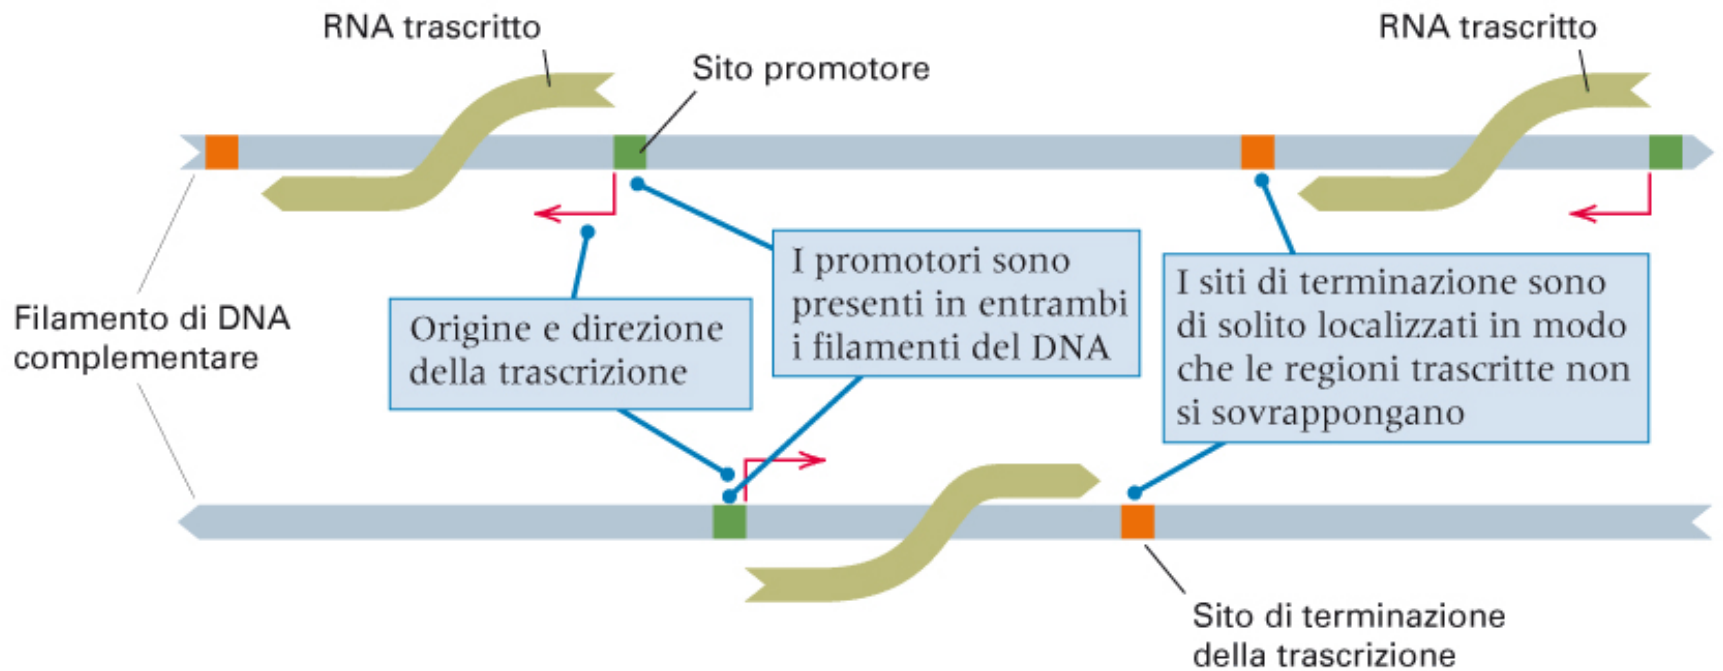 RNA trascritto
Sito promotore
RNA trascritto
Filamento di DNA
complementare
Origine e direzione
della trascrizione
I promotori sono
presenti in entrambi
i filamenti del DNA
I siti di terminazione sono
di solito localizzati in modo
che le regioni trascritte non
si sovrappongano
Sito di terminazione
della trascrizione